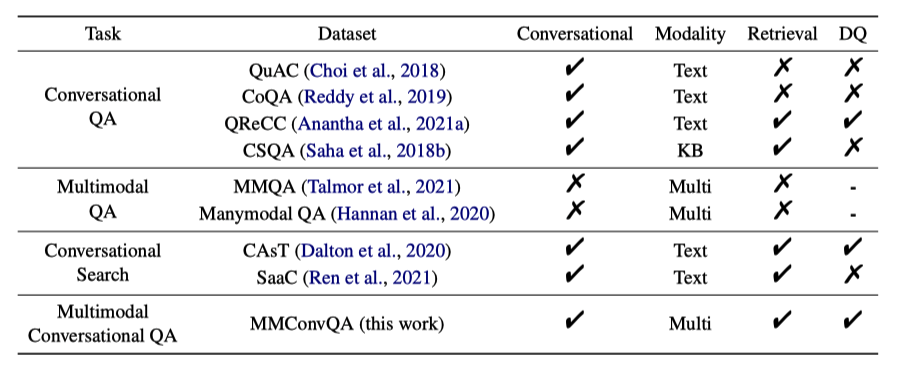 Task Dataset Conversational Modality Retrieval DQ
Conversational QA QuAC (Choi et al., 2018) ✔ Text ✗ ✗
CoQA (Reddy et al., 2019) ✔ Text ✗ ✗
QReCC (Anantha et al., 2021a) ✔ Text ✔ ✔
CSQA (Saha et al., 2018b) ✔ KB ✔ ✗
Multimodal QA MMQA (Talmor et al., 2021) ✗ Multi ✗ -
Manymodal QA (Hannan et al., 2020) ✗ Multi ✗ -
Conversational Search CAsT (Dalton et al., 2020) ✔ Text ✔ ✔
SaaC (Ren et al., 2021) ✔ Text ✔ ✗
Multimodal Conversational QA MMConvQA (this work) ✔ Multi ✔ ✔